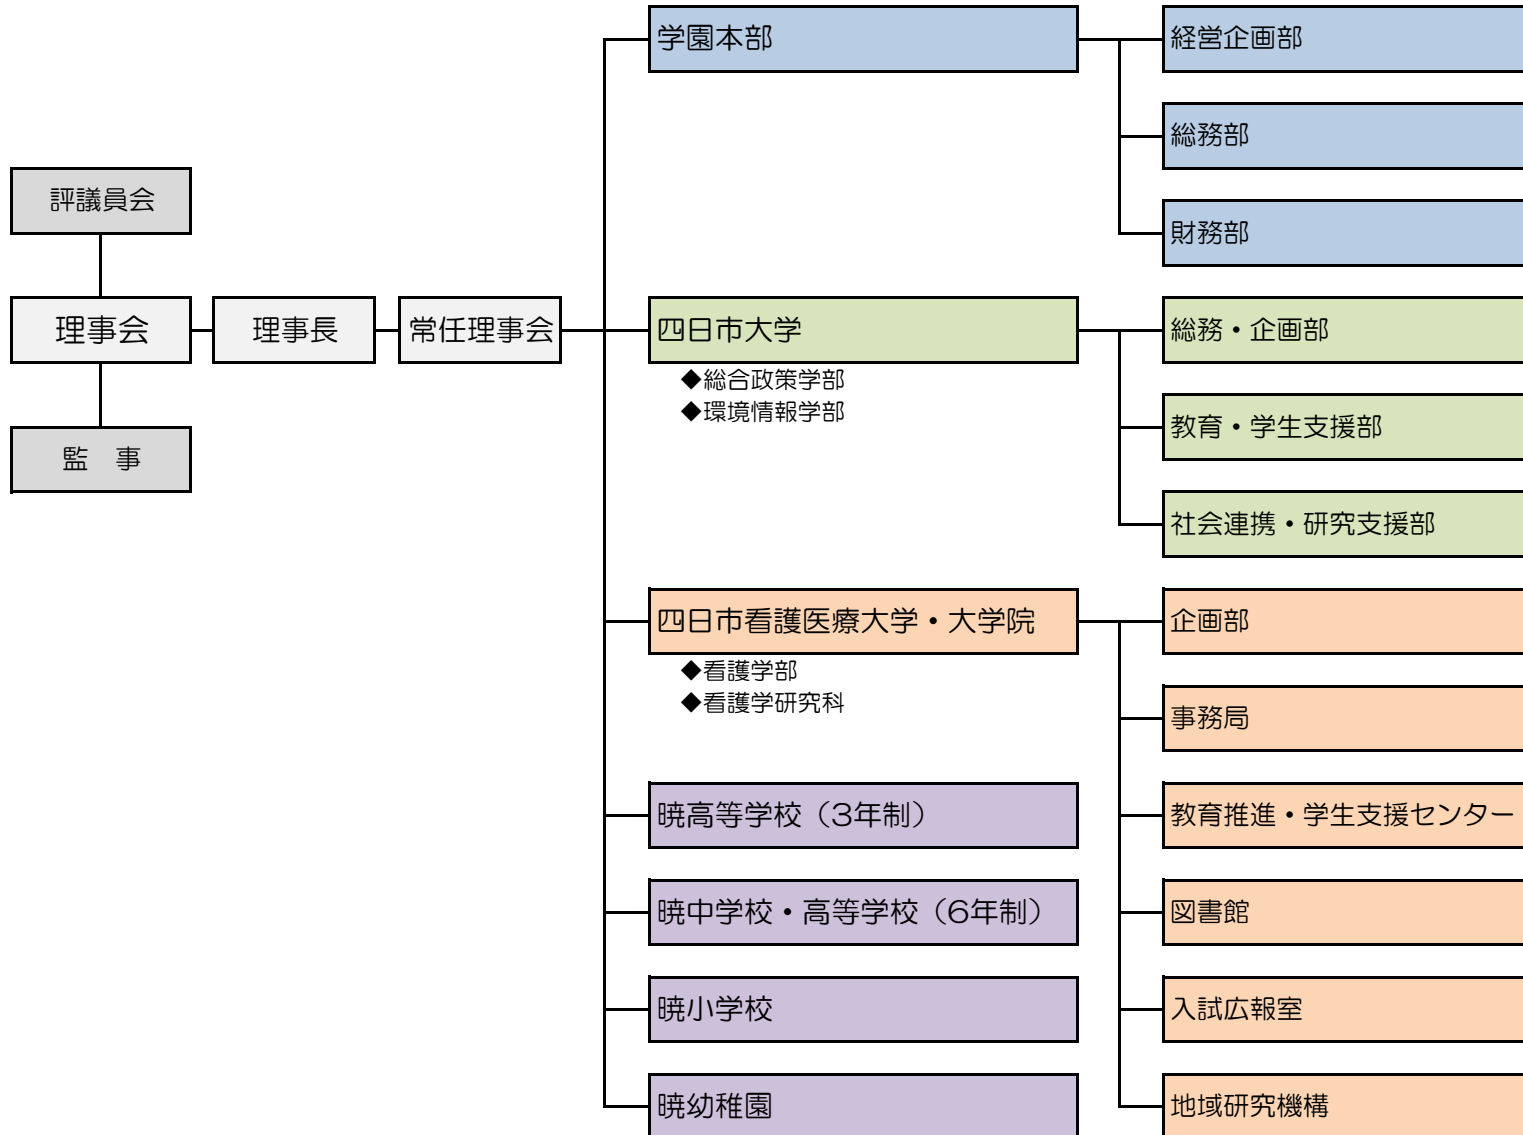 評議員会
理事会
監　事
理事長
常任理事会
学園本部
経営企画部
総務部
財務部
四日市大学
◆総合政策学部
◆環境情報学部
総務・企画部
教育・学生支援部
社会連携・研究支援部
四日市看護医療大学・大学院
◆看護学部
◆看護学研究科
企画部
事務局
教育推進・学生支援センター
図書館
入試広報室
地域研究機構
暁高等学校（3年制）
暁中学校・高等学校（6年制）
暁小学校
暁幼稚園